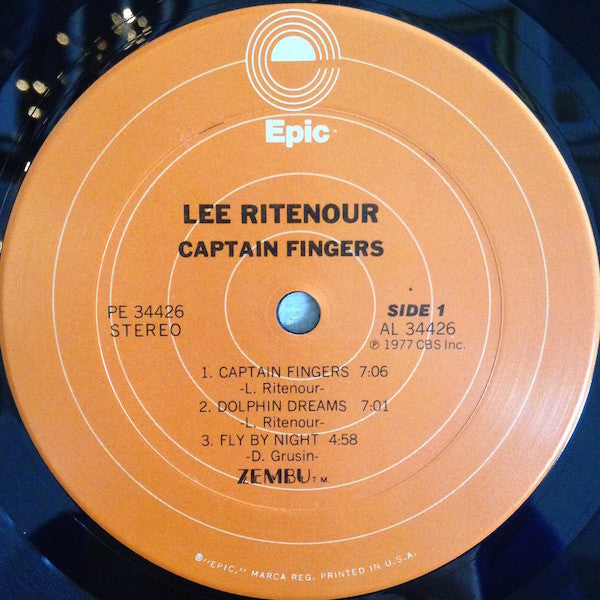 Epic
LEE RITENOUR
CAPTAIN FINGERS
PE 34426
STEREO
SIDE 1
AL 34426
℗ 1977 CBS Inc.
1. CAPTAIN FINGERS 7:06
-L. Ritenour-
2. DOLPHIN DREAMS 7:01
-L. Ritenour-
3. FLY BY NIGHT 4:58
-D. Grusin-
ZEMBU T.M.
®"EPIC," MARCA REG. PRINTED IN U.S.A.